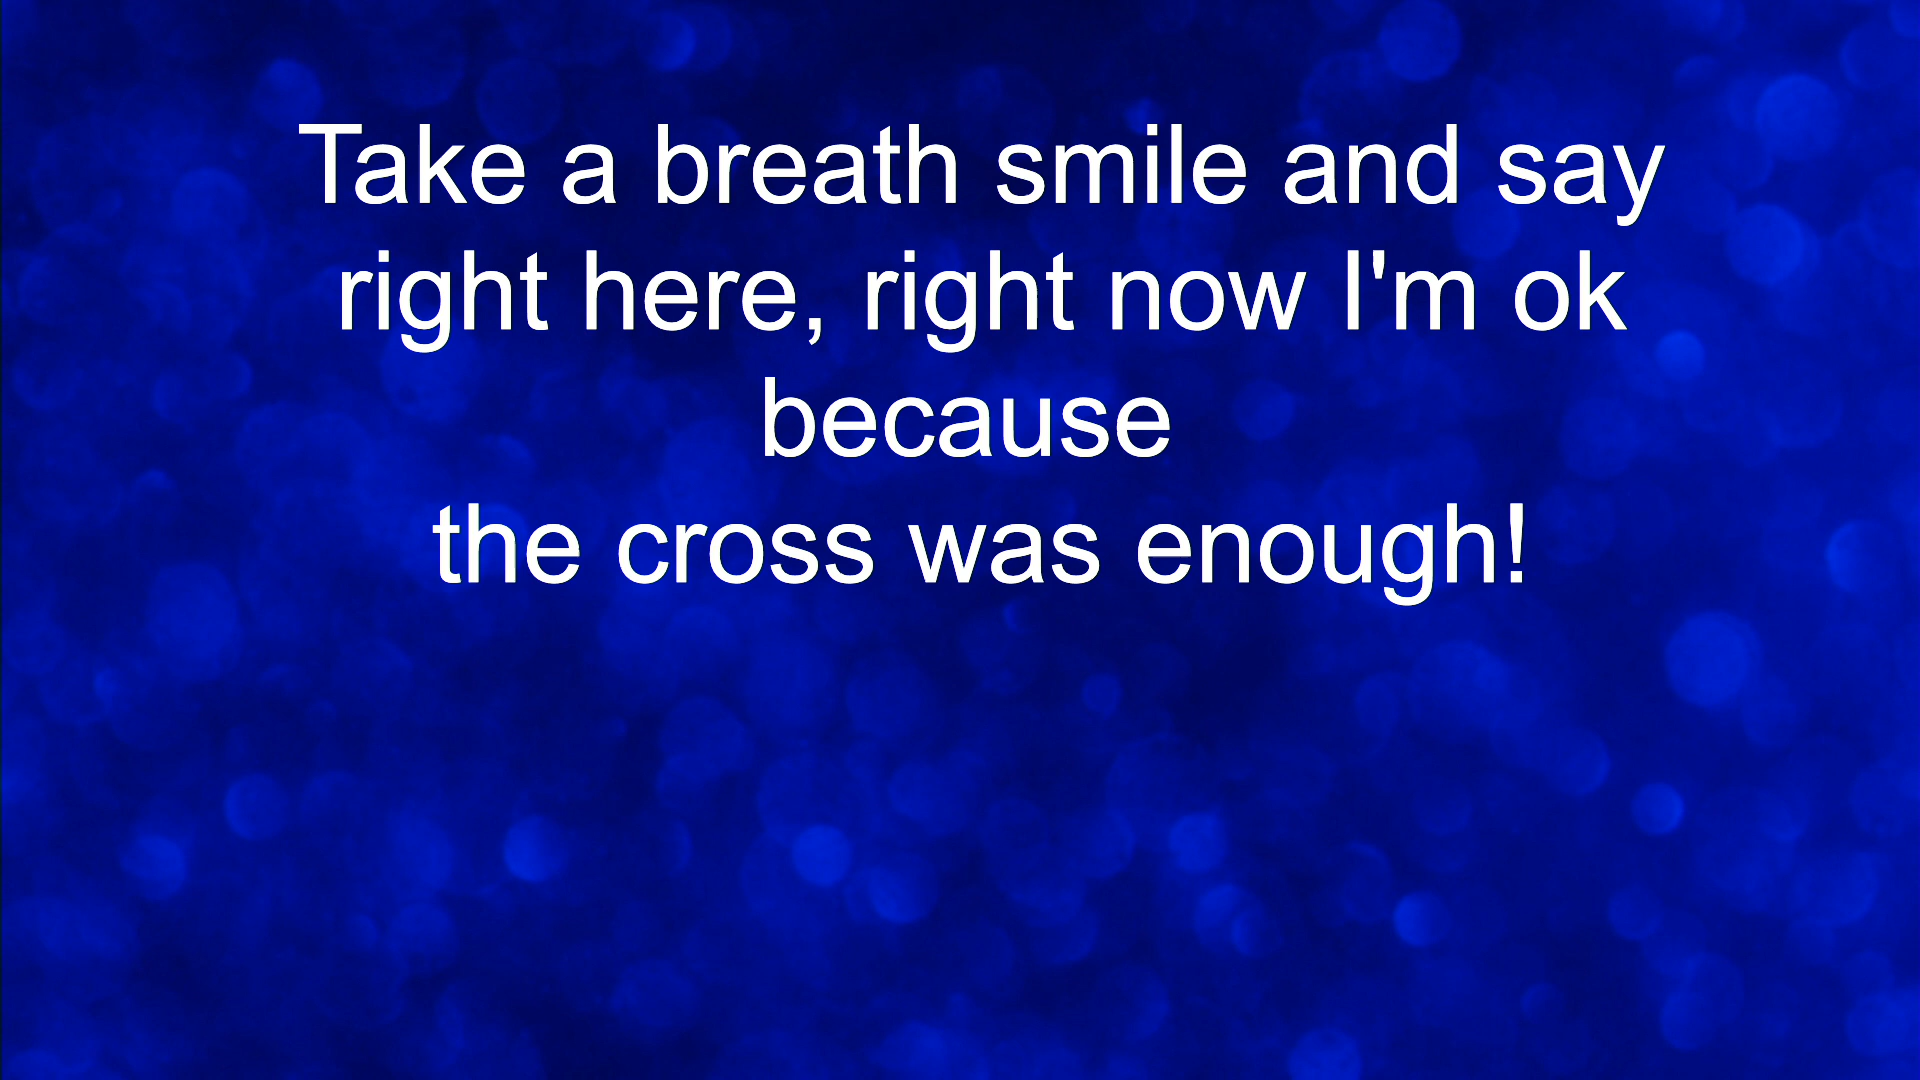 Take a breath smile and say
right here, right now I'm ok
because
the cross was enough!